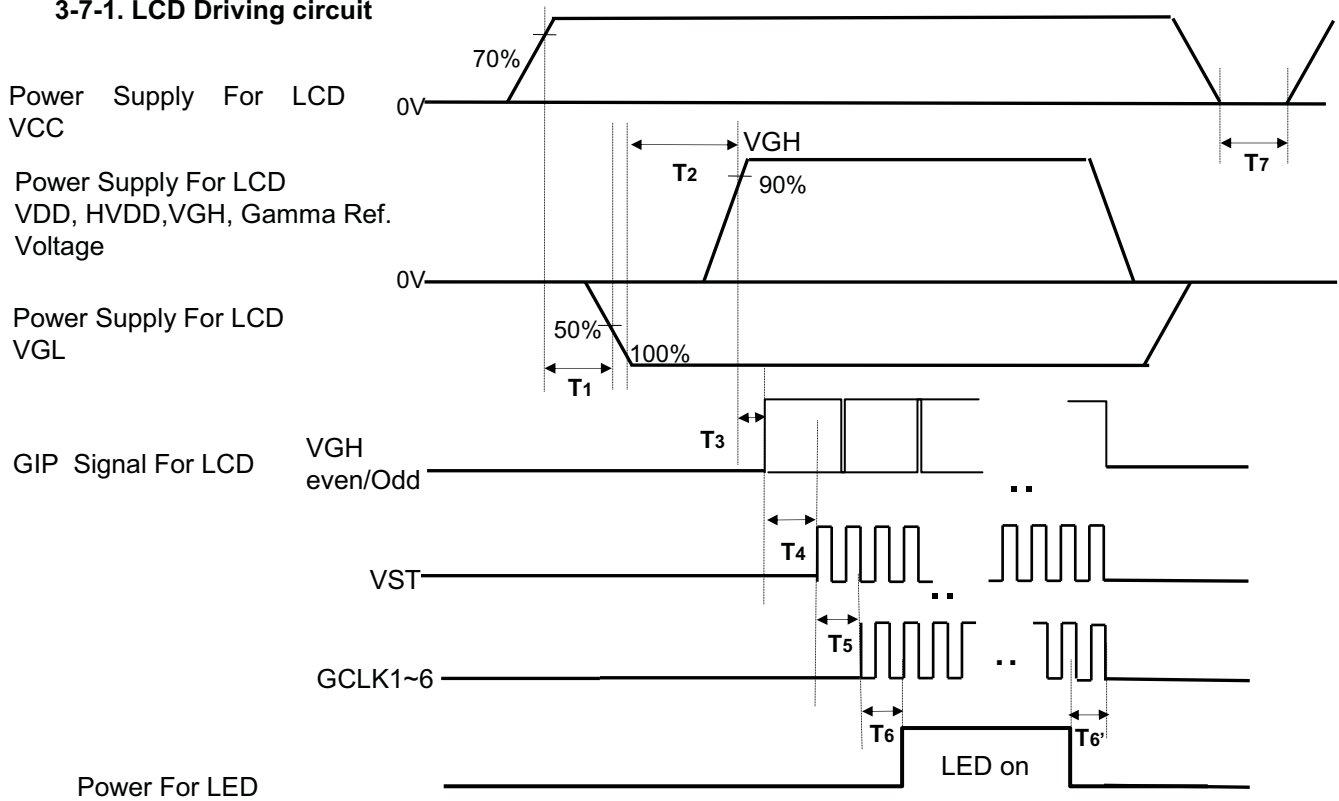 3-7-1. LCD Driving circuit
70%
Power Supply For LCD
VCC
0V
T7
VGH
T2
90%
Power Supply For LCD
VDD, HVDD,VGH, Gamma Ref.
Voltage
0V
Power Supply For LCD
VGL
50%
100%
T1
T3
GIP Signal For LCD
VGH
even/Odd
..
T4
VST
..
T5
GCLK1~6
..
T6
T6'
LED on
Power For LED